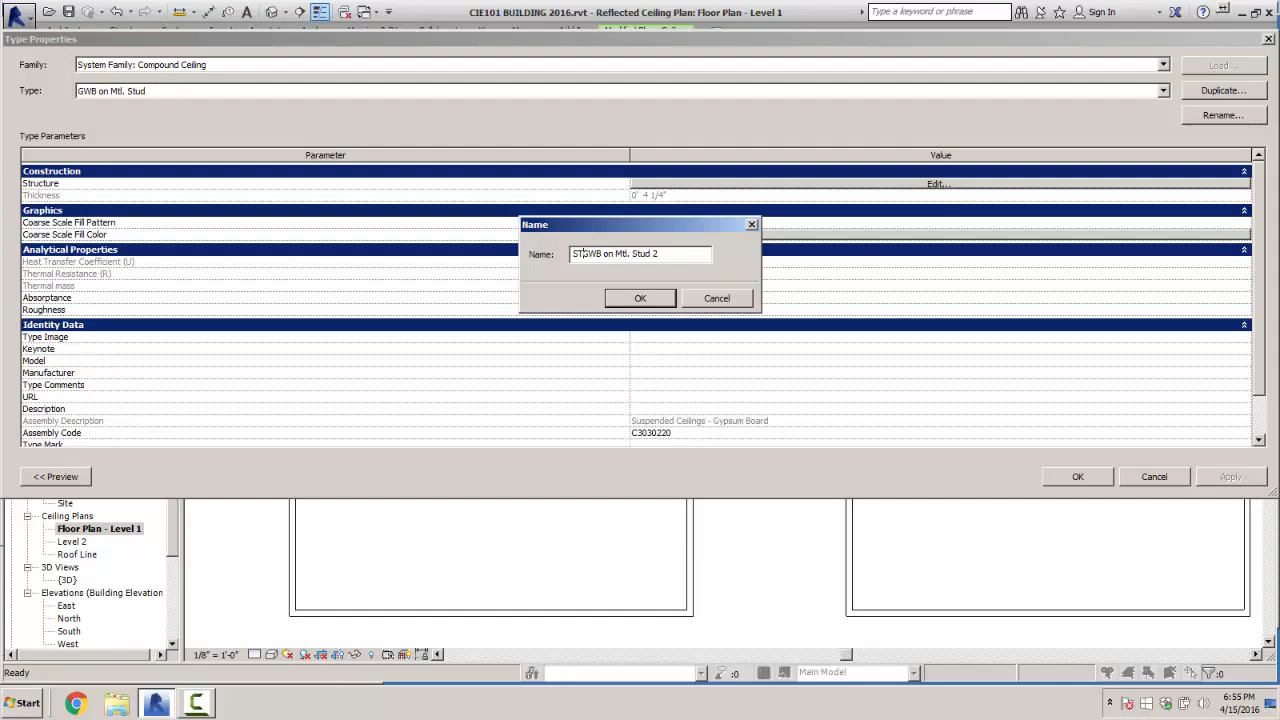 CIE101 BUILDING 2016.rvt - Reflected Ceiling Plan: Floor Plan - Level 1
Type a keyword or phrase
Sign In
Type Properties
Family:
System Family: Compound Ceiling
Load...
Type:
GWB on Mtl. Stud
Duplicate...
Rename...
Type Parameters
Parameter
Value
Construction
Structure
Edit...
Thickness
0' 4 1/4"
Graphics
Coarse Scale Fill Pattern
Coarse Scale Fill Color
Analytical Properties
Heat Transfer Coefficient (U)
Thermal Resistance (R)
Thermal mass
Absorptance
Roughness
Name
Name:
STGWB on Mtl. Stud 2
OK
Cancel
Identity Data
Type Image
Keynote
Model
Manufacturer
Type Comments
URL
Description
Assembly Description
Suspended Ceilings - Gypsum Board
Assembly Code
C3030220
Type Mark
<< Preview
OK
Cancel
Apply
Site
Ceiling Plans
Floor Plan - Level 1
Level 2
Roof Line
3D Views
{3D}
Elevations (Building Elevation
East
North
South
West
1/8" = 1'-0"
Ready
:0
Main Model
:0
Start
6:55 PM
4/15/2016